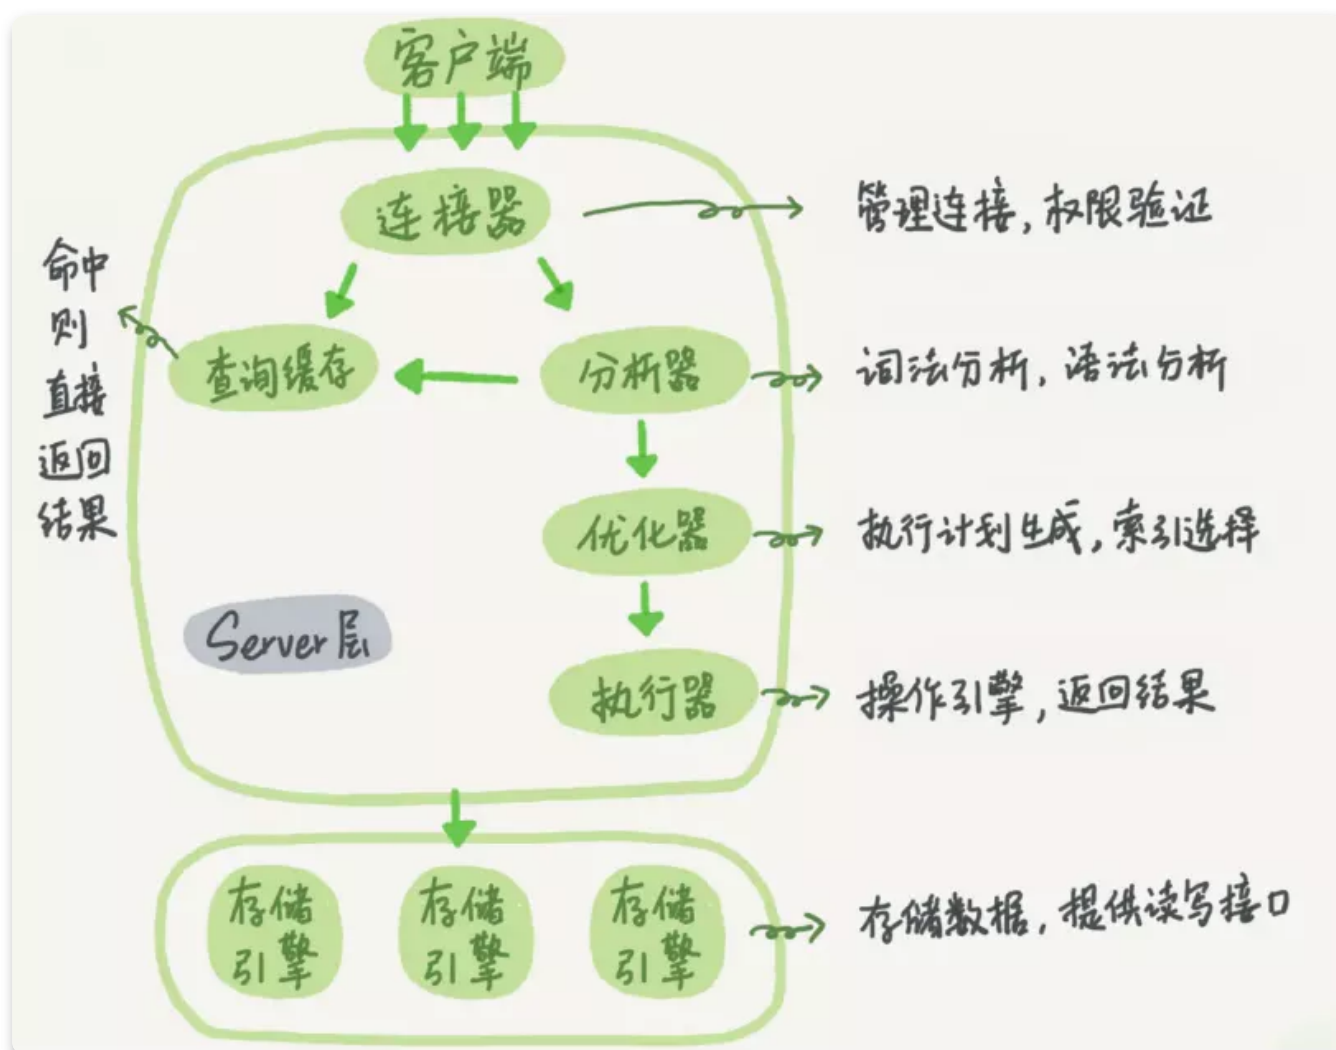 客户端
连接器
管理连接，权限验证
命中
则
直接
返回
结果
查询缓存
分析器
词法分析，语法分析
优化器
执行计划生成，索引选择
Server层
执行器
操作引擎，返回结果
存储
引擎
存储
引擎
存储
引擎
存储数据，提供读写接口